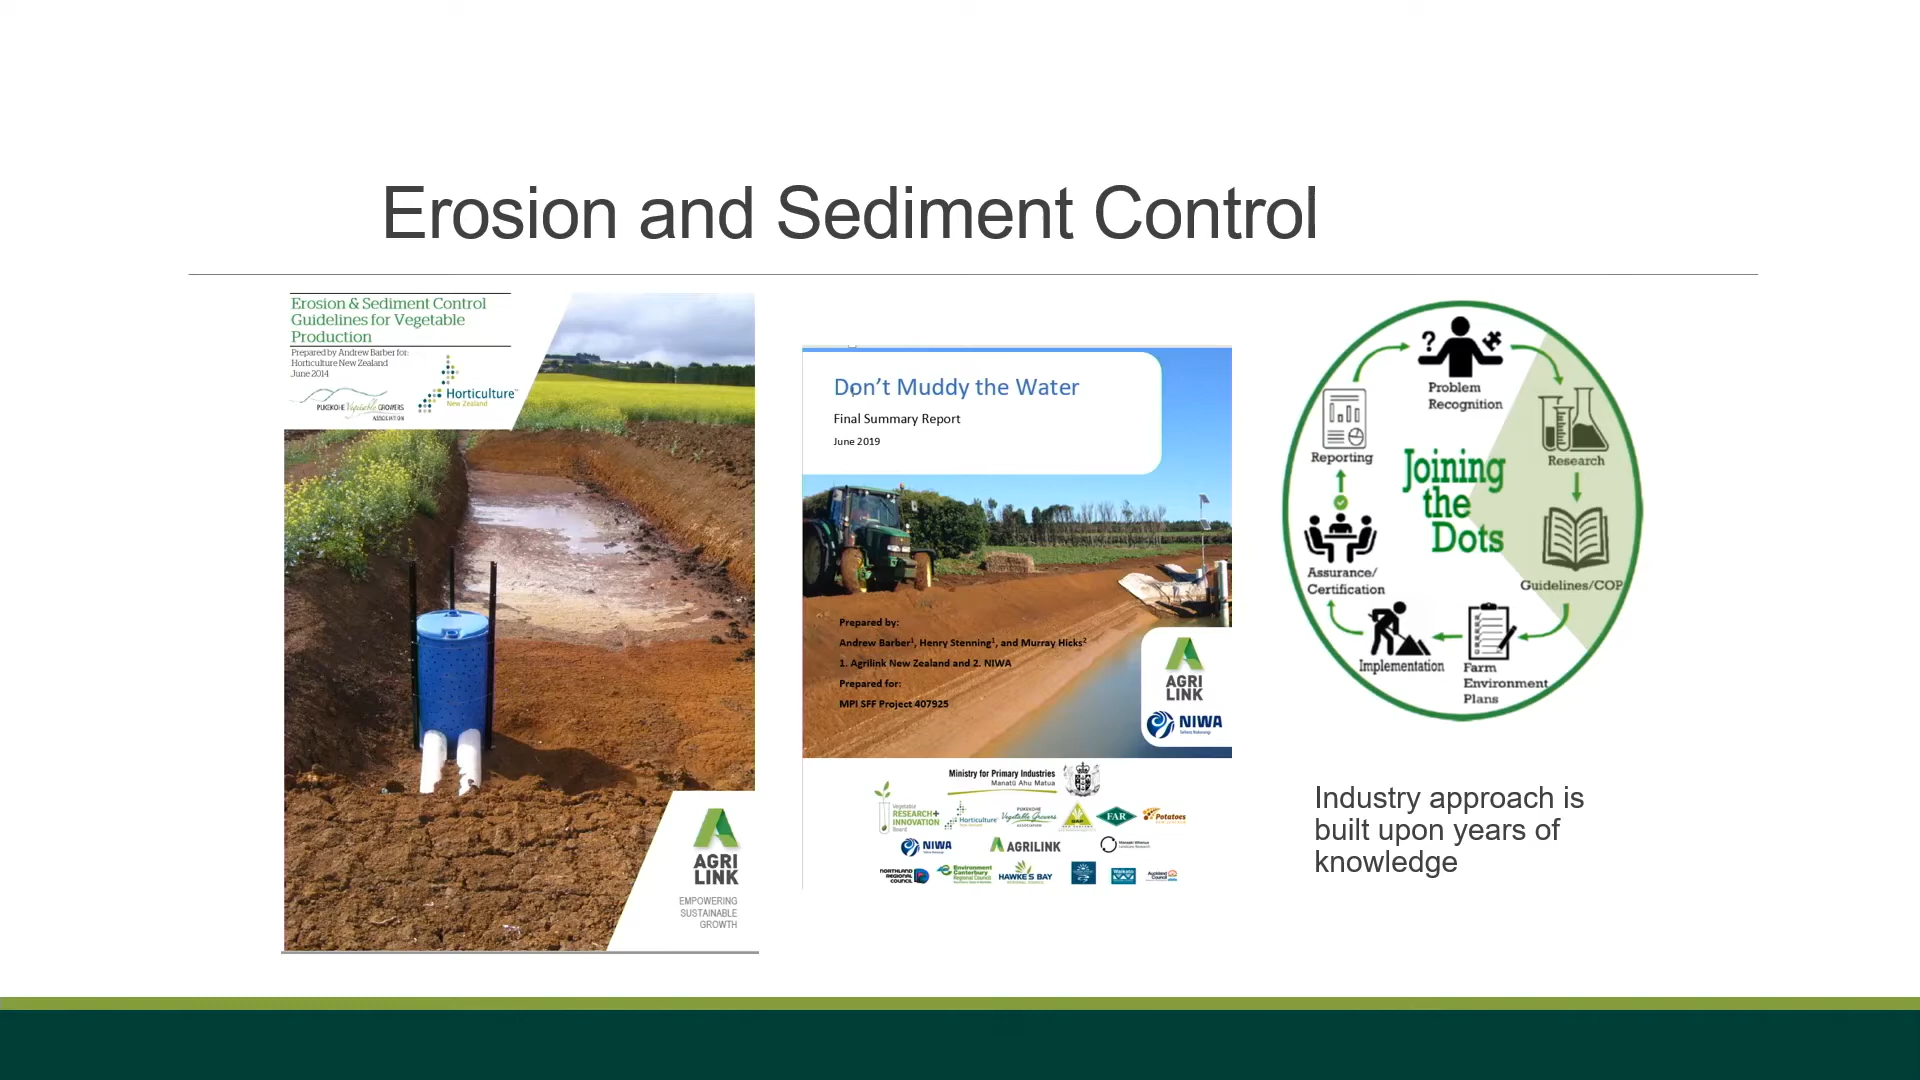 Erosion and Sediment Control
Erosion & Sediment Control
Guidelines for Vegetable
Production
Prepared by Andrew Barber for:
Horticulture New Zealand
June 2014
PUKEKOHE Vegetable GROWERS
ASSOCIATION
Horticulture™
New Zealand
AGRI
LINK
EMPOWERING
SUSTAINABLE
GROWTH
Don't Muddy the Water
Final Summary Report
June 2019
Prepared by:
Andrew Barber¹, Henry Stenning¹, and Murray Hicks²
1. Agrilink New Zealand and 2. NIWA
Prepared for:
MPI SFF Project 407925
AGRI
LINK
NIWA
Ministry for Primary Industries
Manatū Ahu Matua
Vegetable
RESEARCH+
INNOVATION
Board
Horticulture
PUKEKOHE
Vegetable Growers
ASSOCIATION
FAR
Potatoes
NIWA
AGRILINK
NORTHLAND
REGIONAL
COUNCIL
Environment
Canterbury
Regional Council
HAWKE'S BAY
REGIONAL COUNCIL
Waikato
Auckland
Council
Joining
the
Dots
Problem
Recognition
Research
Guidelines/COP
Farm
Environment
Plans
Implementation
Assurance/
Certification
Reporting
Industry approach is
built upon years of
knowledge